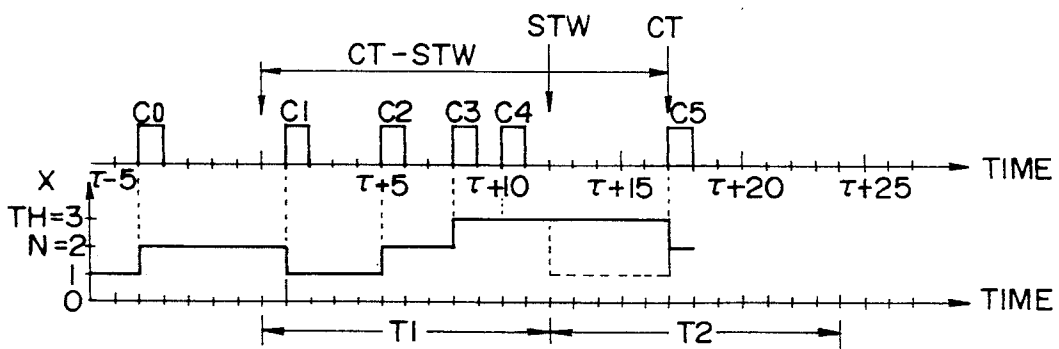 STW CT
CT-STW
C0 C1 C2 C3 C4 C5
TIME
τ-5 τ+5 τ+10 τ+15 τ+20 τ+25
X
TH=3
N=2
1
0
TIME
T1 T2